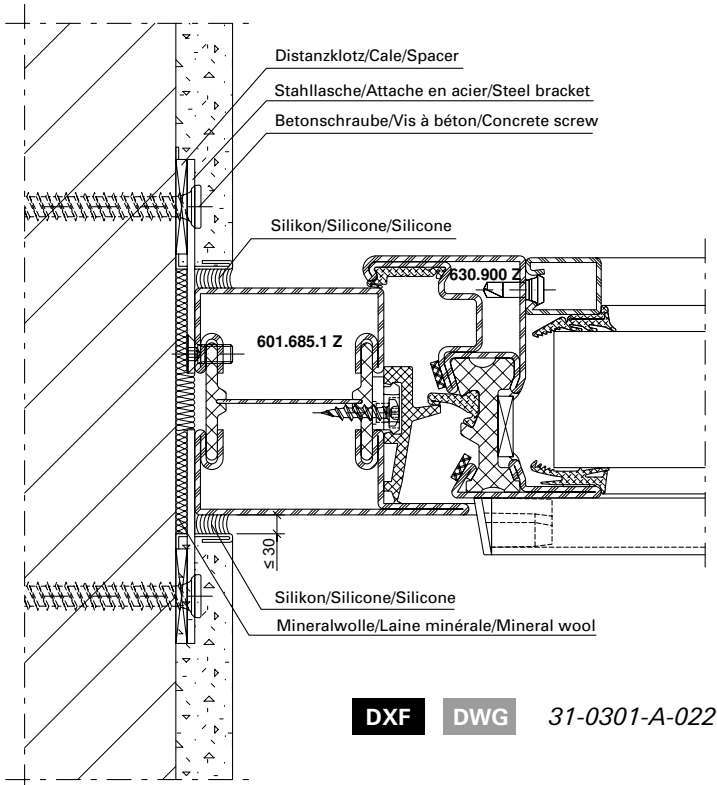 Distanzklotz/Cale/Spacer
Stahllasche/Attache en acier/Steel bracket
Betonschraube/Vis à béton/Concrete screw
Silikon/Silicone/Silicone
630.900 Z
601.685.1 Z
≤ 30
Silikon/Silicone/Silicone
Mineralwolle/Laine minérale/Mineral wool
DXF DWG 31-0301-A-022